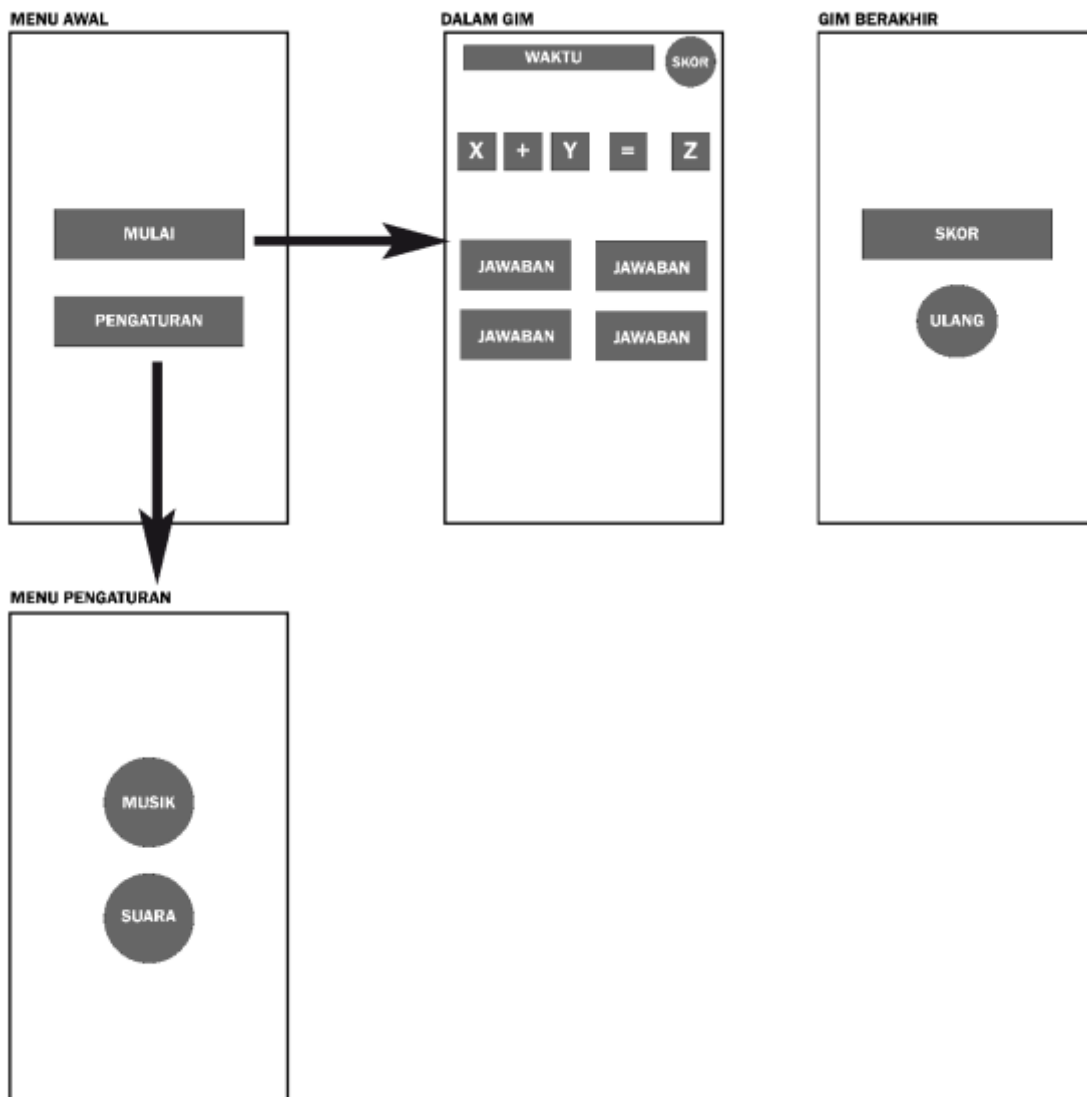 MENU AWAL
MULAI
PENGATURAN
DALAM GIM
WAKTU
SKOR
X + Y = Z
JAWABAN JAWABAN
JAWABAN JAWABAN
GIM BERAKHIR
SKOR
ULANG
MENU PENGATURAN
MUSIK
SUARA